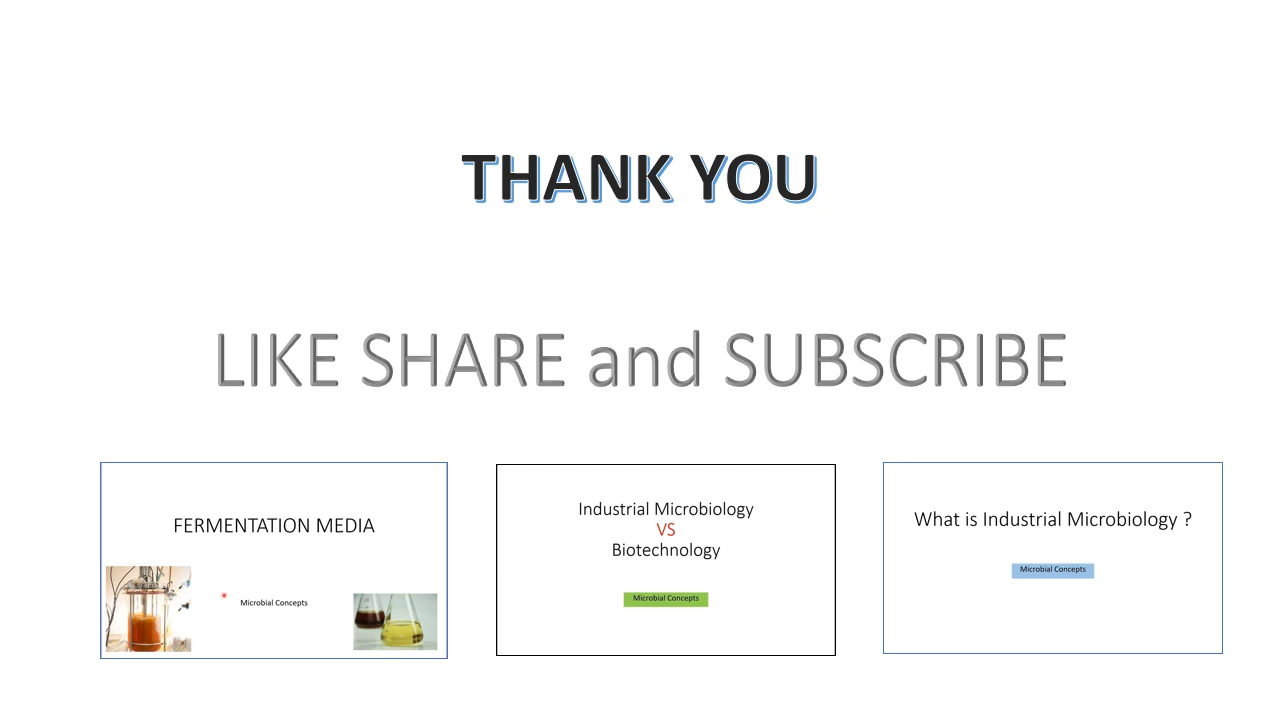 THANK YOU
LIKE SHARE and SUBSCRIBE
FERMENTATION MEDIA
Microbial Concepts
Industrial Microbiology
VS
Biotechnology
Microbial Concepts
What is Industrial Microbiology ?
Microbial Concepts